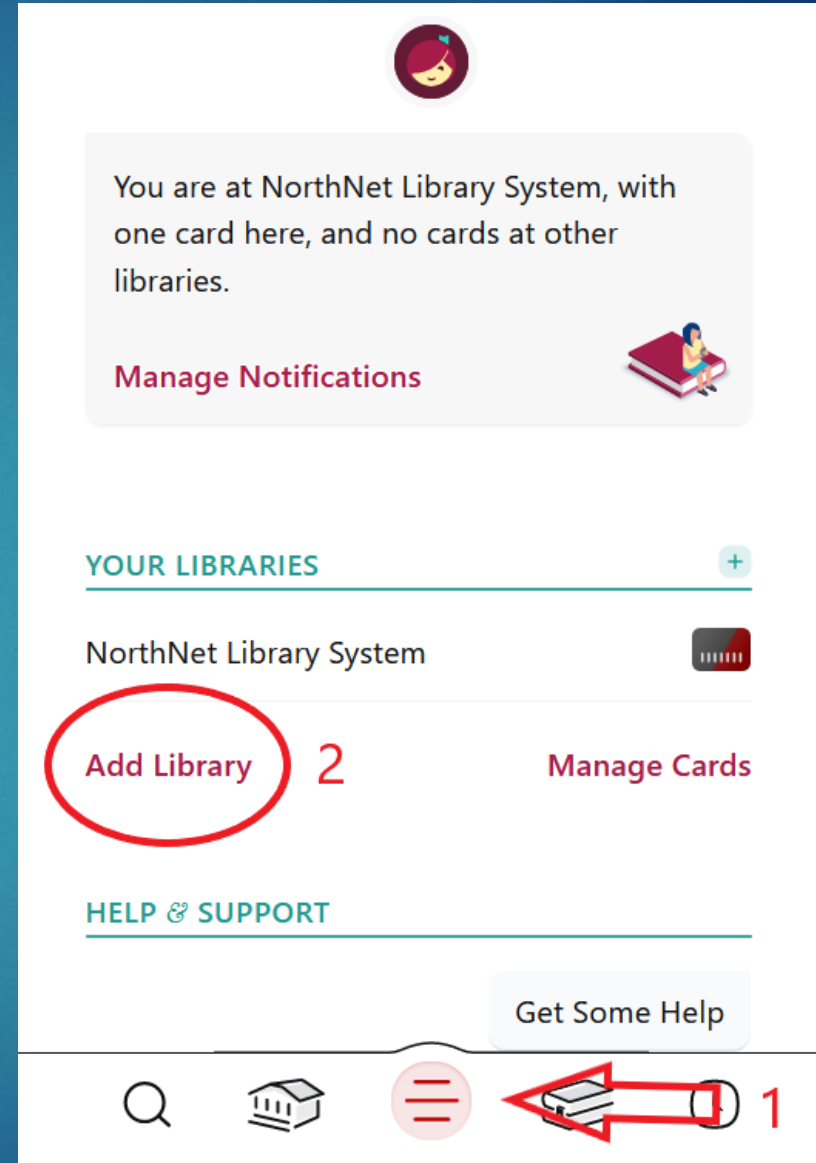 You are at NorthNet Library System, with
one card here, and no cards at other
libraries.
Manage Notifications
YOUR LIBRARIES +
NorthNet Library System
Add Library 2 Manage Cards
HELP & SUPPORT
Get Some Help
1